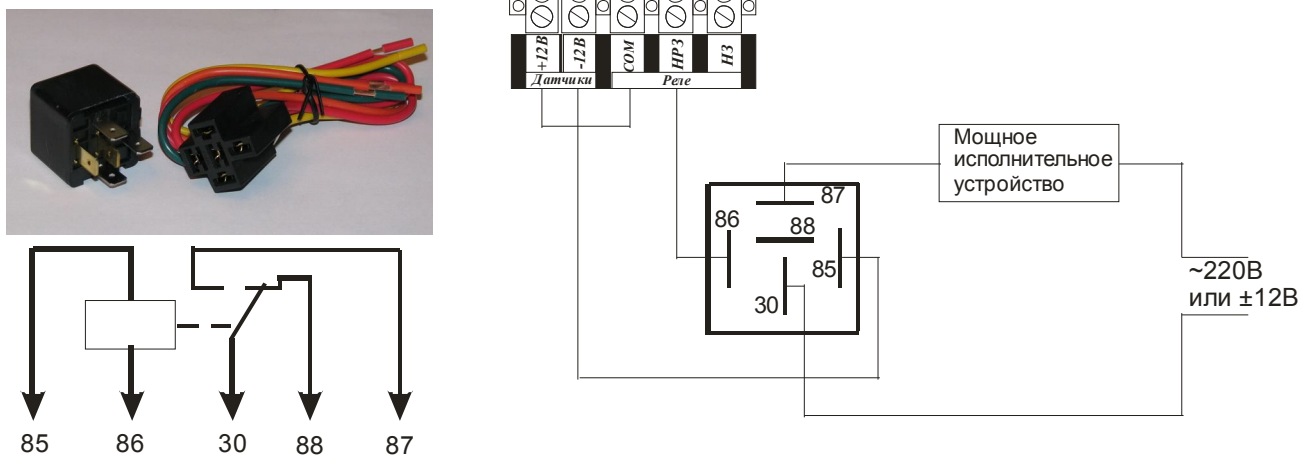 +12В
-12В
COM
НРЗ
НЗ
Датчики
Реле
Мощное
исполнительное
устройство
87
86
88
85
30
~220В
или ±12В
85
86
30
88
87